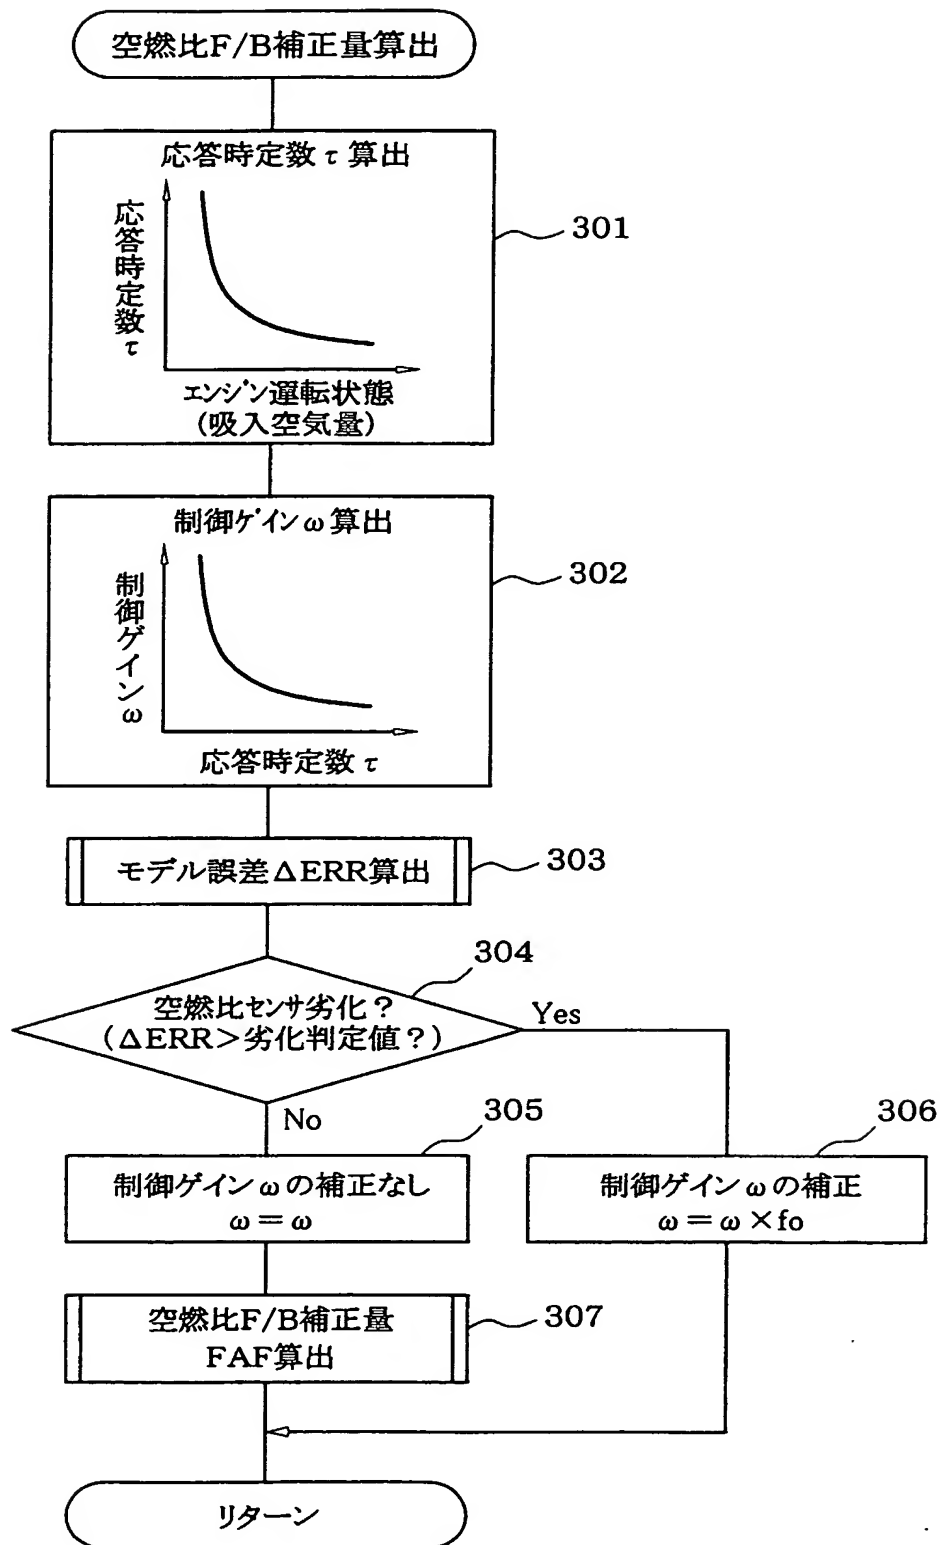 空燃比F/B補正量算出
応答時定数τ算出
応答時定数τ
エンジン運転状態
(吸入空気量)
301
制御ゲインω算出
制御ゲインω
応答時定数τ
302
モデル誤差ΔERR算出
303
304
空燃比センサ劣化?
(ΔERR>劣化判定値?)
Yes
No
305
制御ゲインωの補正なし
ω=ω
306
制御ゲインωの補正
ω=ω×fo
空燃比F/B補正量
FAF算出
307
リターン